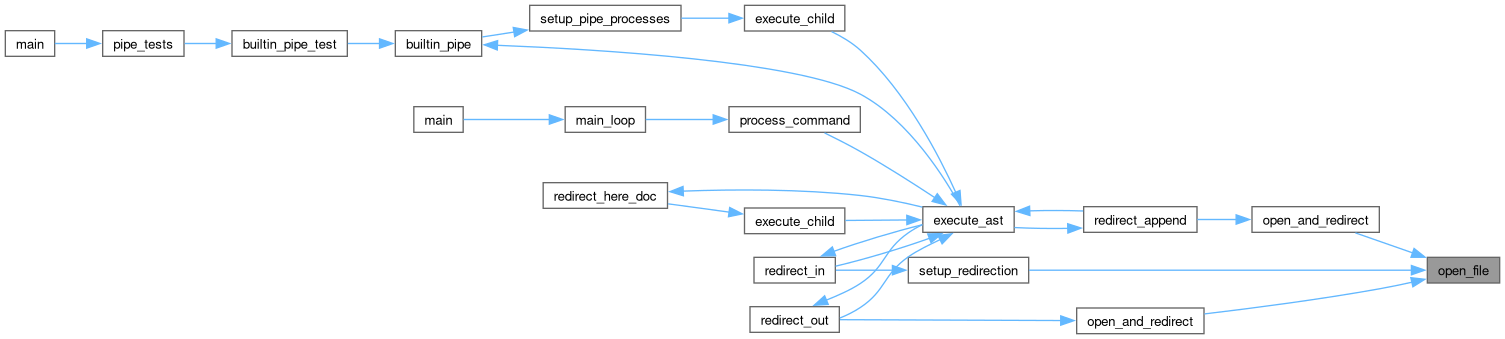 setup_pipe_processes
execute_child
main
pipe_tests
builtin_pipe_test
builtin_pipe
main
main_loop
process_command
redirect_here_doc
execute_child
execute_ast
redirect_append
open_and_redirect
redirect_in
setup_redirection
open_file
redirect_out
open_and_redirect